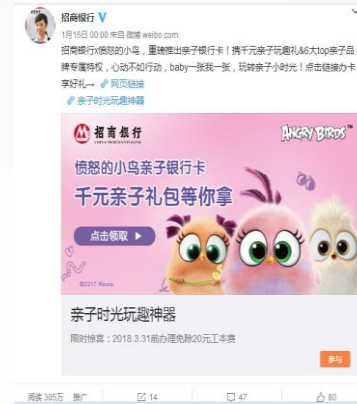 招商银行
1月16日 00:00 来自 微博 weibo.com
招商银行x愤怒的小鸟，重磅推出亲子银行卡！携千元亲子玩趣礼&6大top亲子品
牌专属特权，心动不如行动，baby一张我一张，玩转亲子小时光！点击链接办卡
享好礼→ 网页链接
亲子时光玩趣神器
招商银行
CHINA MERCHANTS BANK
ANGRY BIRDS
愤怒的小鸟亲子银行卡
千元亲子礼包等你拿
点击领取
©2017 Rovio
亲子时光玩趣神器
限时惊喜：2018.3.31前办理免除20元工本费
参与
阅读 305万 推广 14 47 80